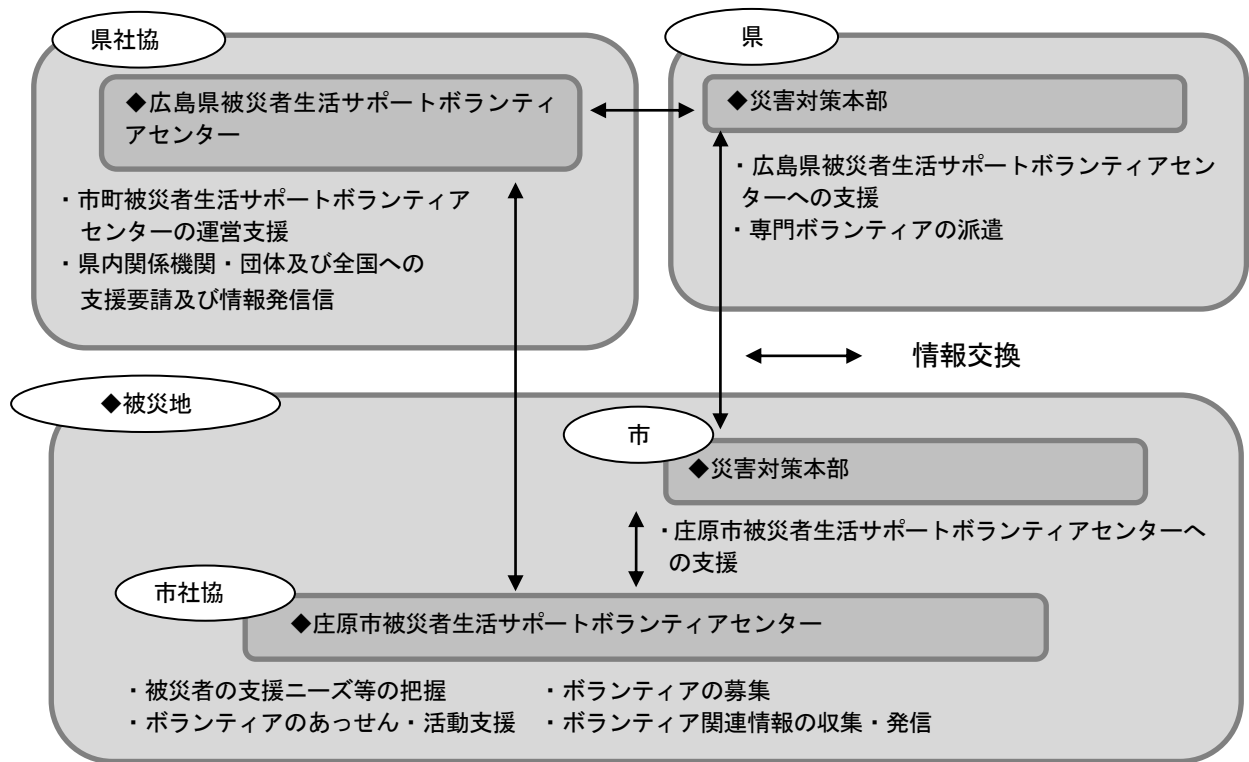 県社協
◆広島県被災者生活サポートボランティ
アセンター
・市町被災者生活サポートボランティア
センターの運営支援
・県内関係機関・団体及び全国への
支援要請及び情報発信信
県
◆災害対策本部
・広島県被災者生活サポートボランティアセン
ターへの支援
・専門ボランティアの派遣
情報交換
◆被災地
市
◆災害対策本部
・庄原市被災者生活サポートボランティアセンターへ
の支援
市社協
◆庄原市被災者生活サポートボランティアセンター
・被災者の支援ニーズ等の把握
・ボランティアの募集
・ボランティアのあっせん・活動支援
・ボランティア関連情報の収集・発信